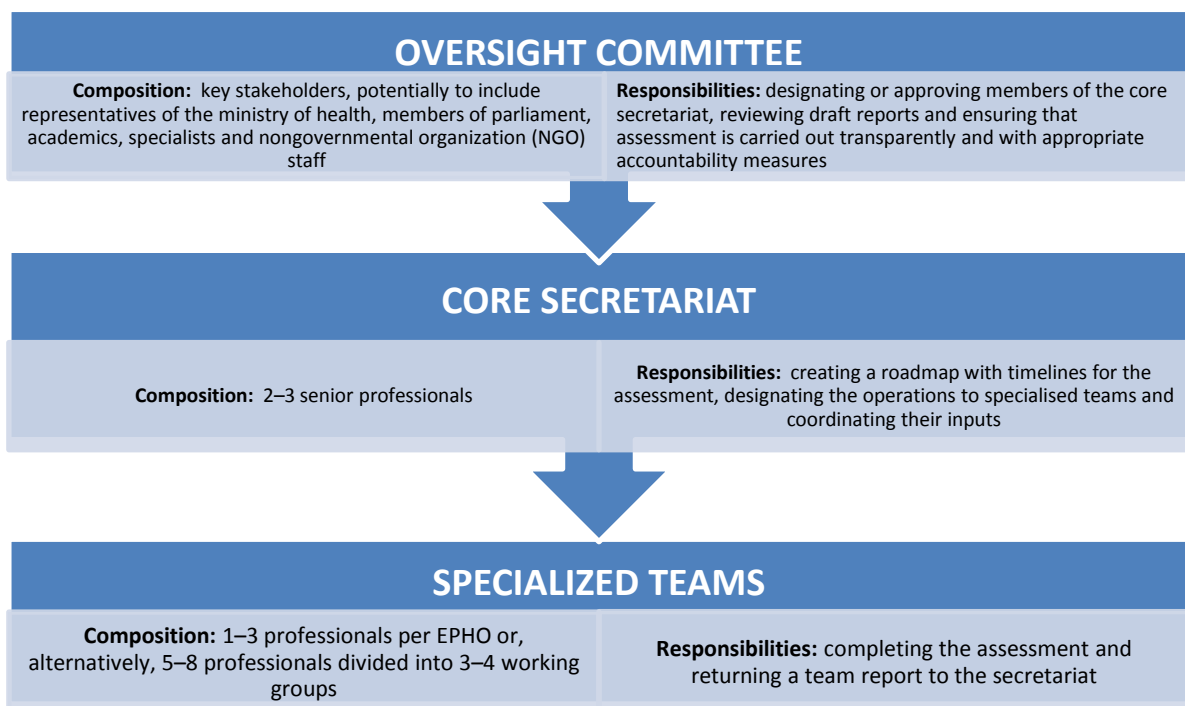 OVERSIGHT COMMITTEE
Composition: key stakeholders, potentially to include
representatives of the ministry of health, members of parliament,
academics, specialists and nongovernmental organization (NGO)
staff
Responsibilities: designating or approving members of the core
secretariat, reviewing draft reports and ensuring that
assessment is carried out transparently and with appropriate
accountability measures
CORE SECRETARIAT
Composition: 2–3 senior professionals
Responsibilities: creating a roadmap with timelines for the
assessment, designating the operations to specialised teams and
coordinating their inputs
SPECIALIZED TEAMS
Composition: 1–3 professionals per EPHO or,
alternatively, 5–8 professionals divided into 3–4 working
groups
Responsibilities: completing the assessment and
returning a team report to the secretariat